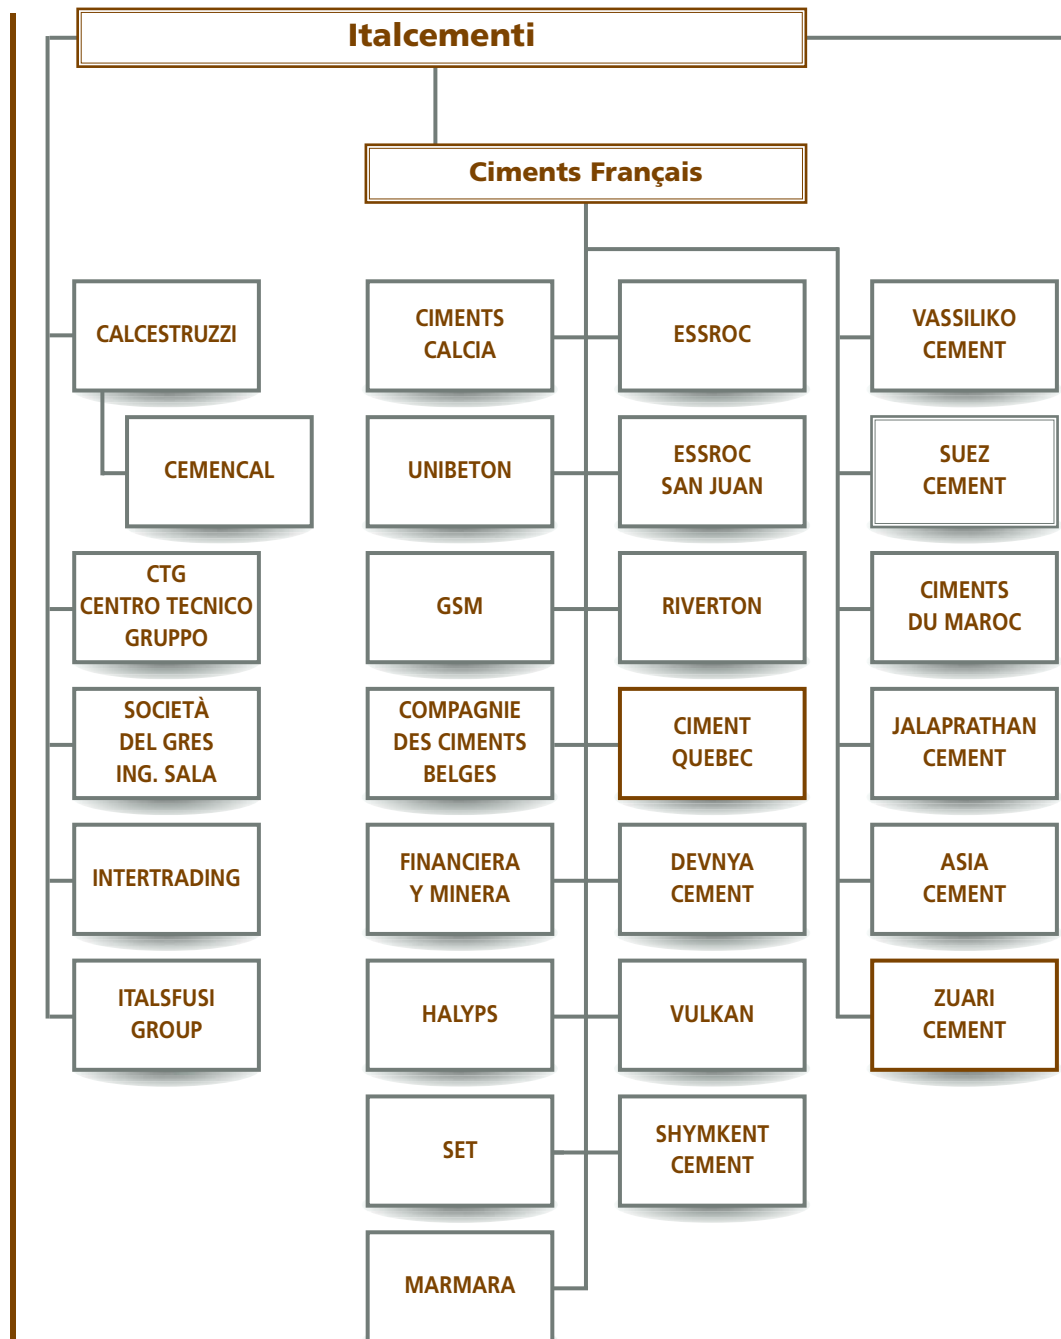 Italcementi
Ciments Français
CALCESTRUZZI
CEMENCAL
CTG
CENTRO TECNICO
GRUPPO
SOCIETÀ
DEL GRES
ING. SALA
INTERTRADING
ITALSFUSI
GROUP
CIMENTS
CALCIA
UNIBETON
GSM
COMPAGNIE
DES CIMENTS
BELGES
FINANCIERA
Y MINERA
HALYPS
SET
MARMARA
ESSROC
ESSROC
SAN JUAN
RIVERTON
CIMENT
QUEBEC
DEVNYA
CEMENT
VULKAN
SHYMKENT
CEMENT
VASSILIKO
CEMENT
SUEZ
CEMENT
CIMENTS
DU MAROC
JALAPRATHAN
CEMENT
ASIA
CEMENT
ZUARI
CEMENT